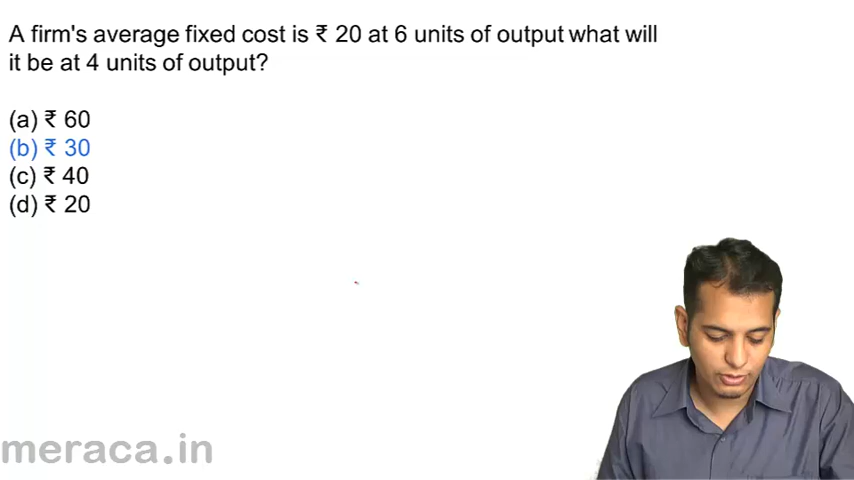 A firm's average fixed cost is ₹ 20 at 6 units of output what will
it be at 4 units of output?
(a) ₹ 60
(b) ₹ 30
(c) ₹ 40
(d) ₹ 20
meraca.in